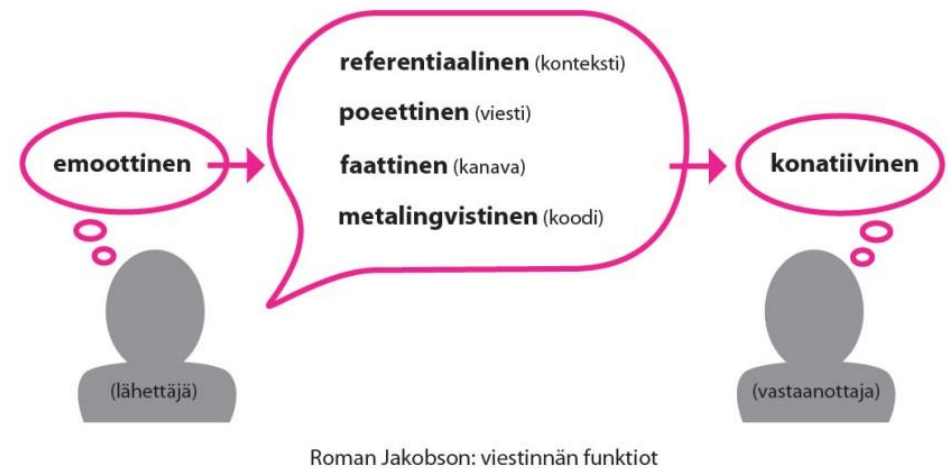 referentiaalinen (konteksti)
poeettinen (viesti)
emoottinen
faattinen (kanava)
konatiivinen
metalingvistinen (koodi)
(lähettäjä)
(vastaanottaja)
Roman Jakobson: viestinnän funktiot